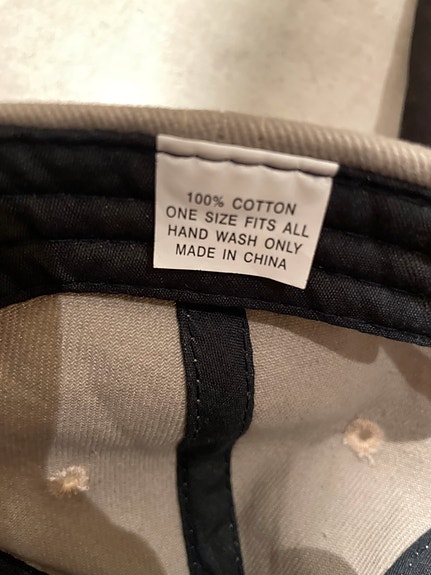 100% COTTON
ONE SIZE FITS ALL
HAND WASH ONLY
MADE IN CHINA